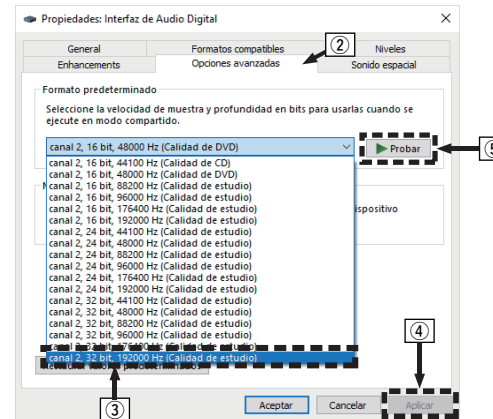 Propiedades: Interfaz de Audio Digital
General Formatos compatibles Niveles
Enhancements Opciones avanzadas Sonido espacial
②
Formato predeterminado
Seleccione la velocidad de muestra y profundidad en bits para usarlas cuando se
ejecute en modo compartido.
canal 2, 16 bit, 48000 Hz (Calidad de DVD)
Probar
⑤
canal 2, 16 bit, 44100 Hz (Calidad de CD)
canal 2, 16 bit, 48000 Hz (Calidad de DVD)
canal 2, 16 bit, 88200 Hz (Calidad de estudio)
canal 2, 16 bit, 96000 Hz (Calidad de estudio)
canal 2, 16 bit, 176400 Hz (Calidad de estudio)
canal 2, 16 bit, 192000 Hz (Calidad de estudio)
canal 2, 24 bit, 44100 Hz (Calidad de estudio)
canal 2, 24 bit, 48000 Hz (Calidad de estudio)
canal 2, 24 bit, 88200 Hz (Calidad de estudio)
canal 2, 24 bit, 96000 Hz (Calidad de estudio)
canal 2, 24 bit, 176400 Hz (Calidad de estudio)
canal 2, 24 bit, 192000 Hz (Calidad de estudio)
canal 2, 32 bit, 44100 Hz (Calidad de estudio)
canal 2, 32 bit, 48000 Hz (Calidad de estudio)
canal 2, 32 bit, 88200 Hz (Calidad de estudio)
canal 2, 32 bit, 96000 Hz (Calidad de estudio)
canal 2, 32 bit, 176400 Hz (Calidad de estudio)
canal 2, 32 bit, 192000 Hz (Calidad de estudio)
③
④
Aceptar Cancelar Aplicar